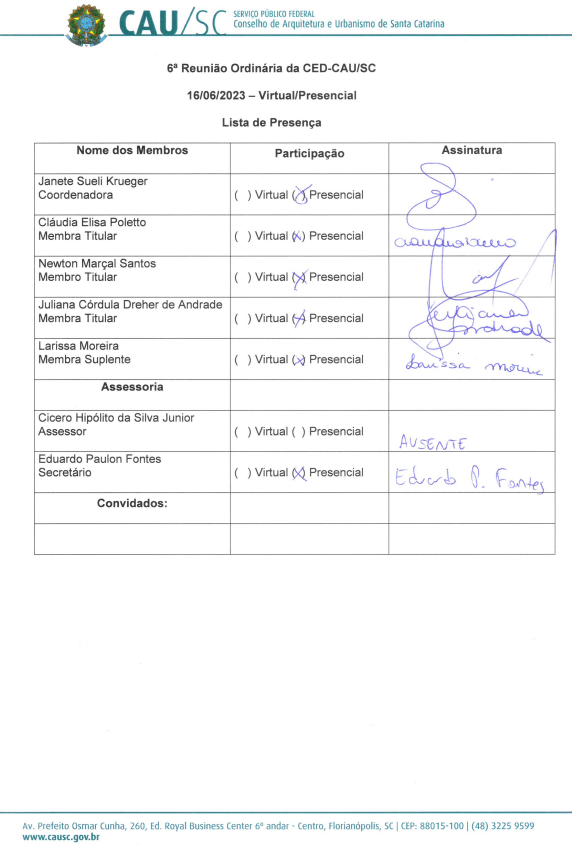 CAU/SC
SERVIÇO PÚBLICO FEDERAL
Conselho de Arquitetura e Urbanismo de Santa Catarina
6ª Reunião Ordinária da CED-CAU/SC
16/06/2023 – Virtual/Presencial
Lista de Presença
Nome dos Membros Participação Assinatura
Janete Sueli Krueger
Coordenadora ( ) Virtual (X) Presencial
Cláudia Elisa Poletto
Membra Titular ( ) Virtual (X) Presencial
Newton Marçal Santos
Membro Titular ( ) Virtual (X) Presencial
Juliana Córdula Dreher de Andrade
Membra Titular ( ) Virtual (X) Presencial Andrade
Larissa Moreira
Membra Suplente ( ) Virtual (X) Presencial Larissa Moreira
Assessoria
Cicero Hipólito da Silva Junior
Assessor ( ) Virtual ( ) Presencial AUSENTE
Eduardo Paulon Fontes
Secretário ( ) Virtual (X) Presencial Eduardo P. Fontes
Convidados:
Av. Prefeito Osmar Cunha, 260, Ed. Royal Business Center 6º andar - Centro, Florianópolis, SC | CEP: 88015-100 | (48) 3225 9599
www.causc.gov.br